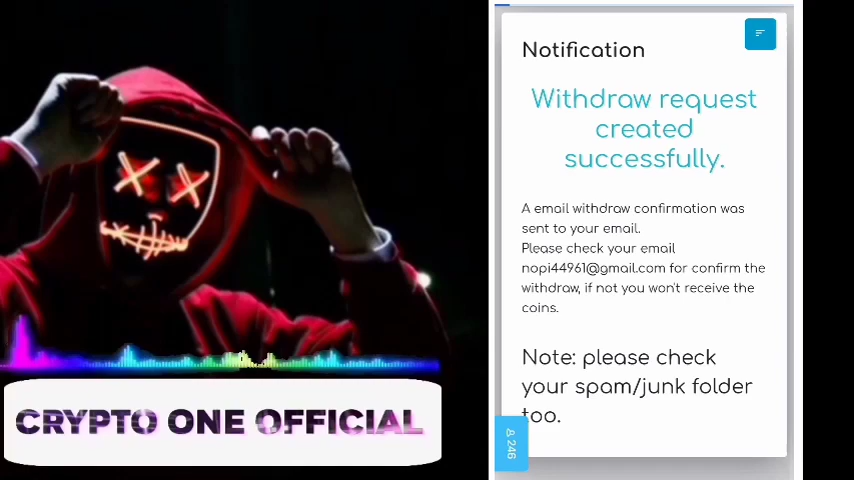 Notification
Withdraw request
created
successfully.
A email withdraw confirmation was
sent to your email.
Please check your email
nopi44961@gmail.com for confirm the
withdraw, if not you won't receive the
coins.
Note: please check
your spam/junk folder
too.
246
CRYPTO ONE OFFICIAL